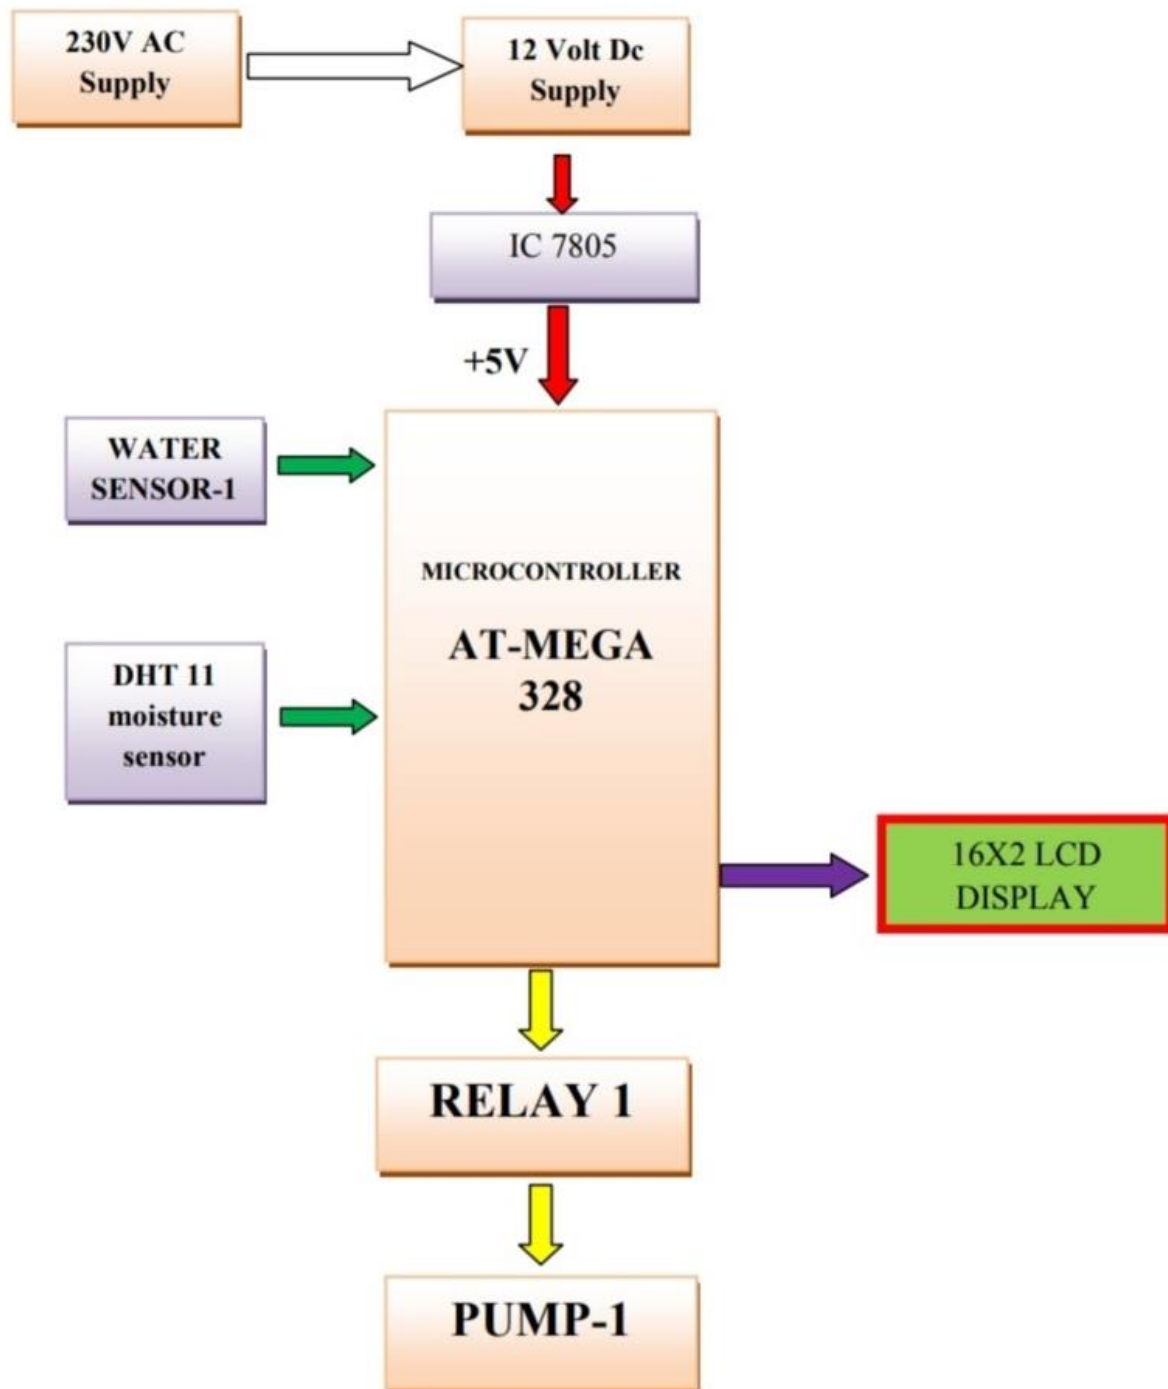 230V AC
Supply
12 Volt Dc
Supply
IC 7805
+5V
WATER
SENSOR-1
MICROCONTROLLER
AT-MEGA
328
DHT 11
moisture
sensor
16X2 LCD
DISPLAY
RELAY 1
PUMP-1